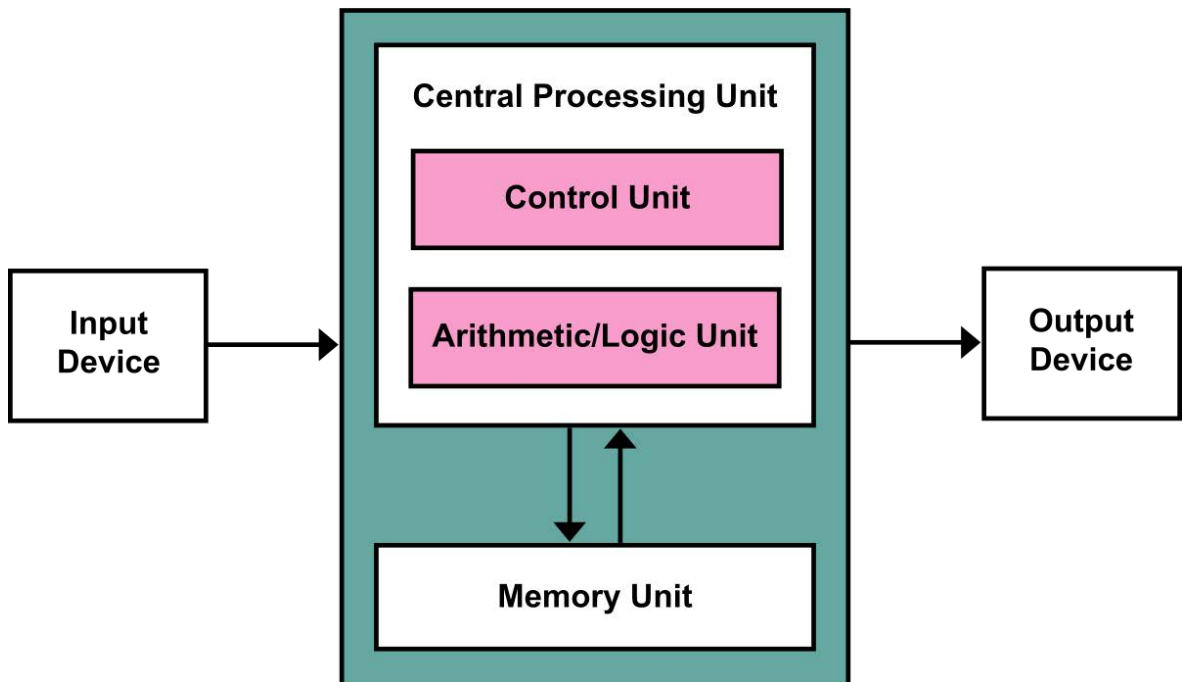 Central Processing Unit
Control Unit
Arithmetic/Logic Unit
Input
Device
Output
Device
Memory Unit